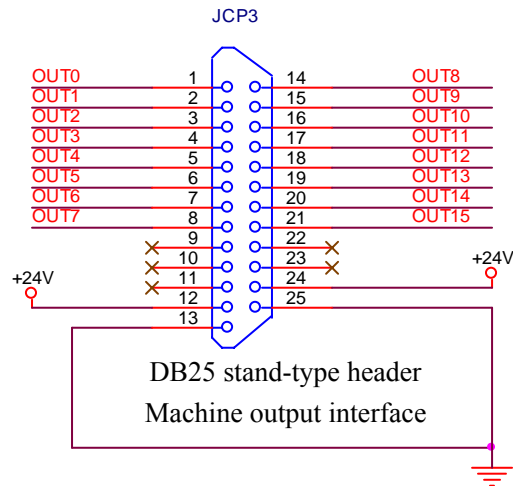 JCP3
OUT0 1 14 OUT8
OUT1 2 15 OUT9
OUT2 3 16 OUT10
OUT3 4 17 OUT11
OUT4 5 18 OUT12
OUT5 6 19 OUT13
OUT6 7 20 OUT14
OUT7 8 21 OUT15
9 22
10 23
+24V 11 24 +24V
12 25
13
DB25 stand-type header
Machine output interface